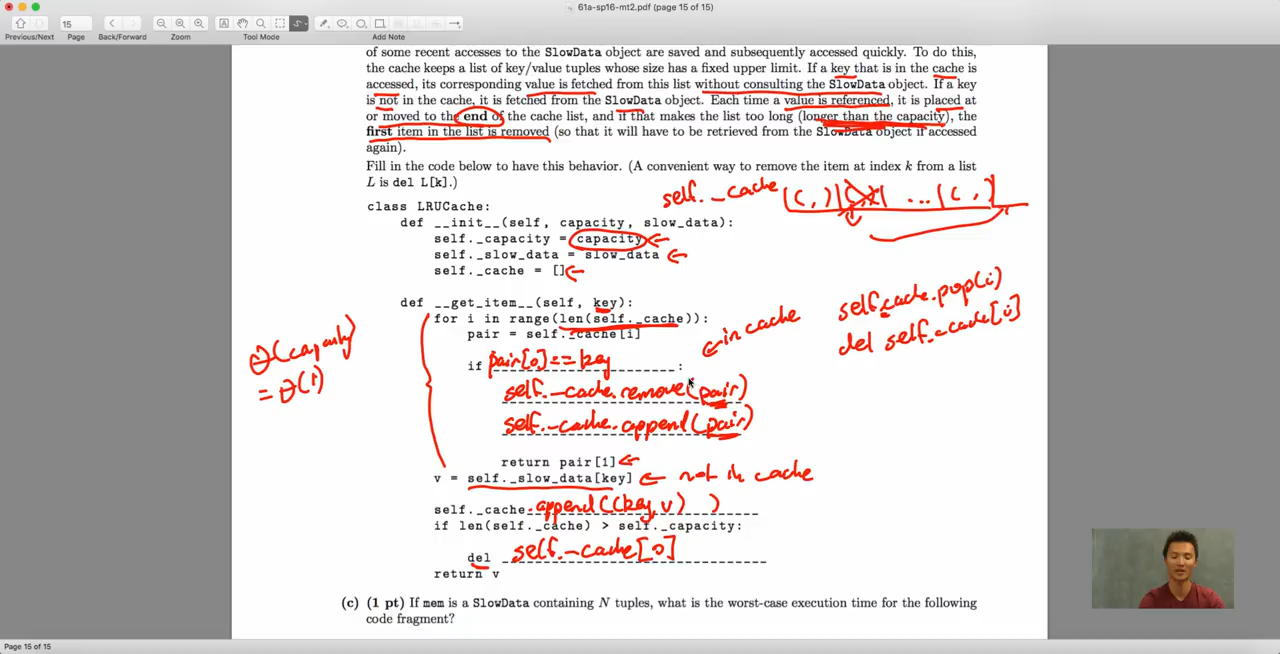 61a-sp16-mt2.pdf (page 15 of 15)
15
Previous/Next Page Back/Forward Zoom Tool Mode Add Note
of some recent accesses to the SlowData object are saved and subsequently accessed quickly. To do this,
the cache keeps a list of key/value tuples whose size has a fixed upper limit. If a key that is in the cache is
accessed, its corresponding value is fetched from this list without consulting the SlowData object. If a key
is not in the cache, it is fetched from the SlowData object. Each time a value is referenced, it is placed at
or moved to the end of the cache list, and if that makes the list too long (longer than the capacity), the
first item in the list is removed (so that it will have to be retrieved from the SlowData object if accessed
again).
Fill in the code below to have this behavior. (A convenient way to remove the item at index k from a list
L is del L[k].)
self._cache [(,)|(,)| ... |(,)]
class LRUCache:
def __init__(self, capacity, slow_data):
self._capacity = capacity
self._slow_data = slow_data
self._cache = []
self._cache.pop(i)
del self._cache[i]
def __get_item__(self, key):
for i in range(len(self._cache)):
pair = self._cache[i]
in cache
Θ(capacity)
= Θ(1)
if pair[0]==key :
self._cache.remove(pair)
self._cache.append(pair)
return pair[1]
v = self._slow_data[key] not in cache
self._cache.append((key,v) )
if len(self._cache) > self._capacity:
del self._cache[0]
return v
(c) (1 pt) If mem is a SlowData containing N tuples, what is the worst-case execution time for the following
code fragment?
Page 15 of 15